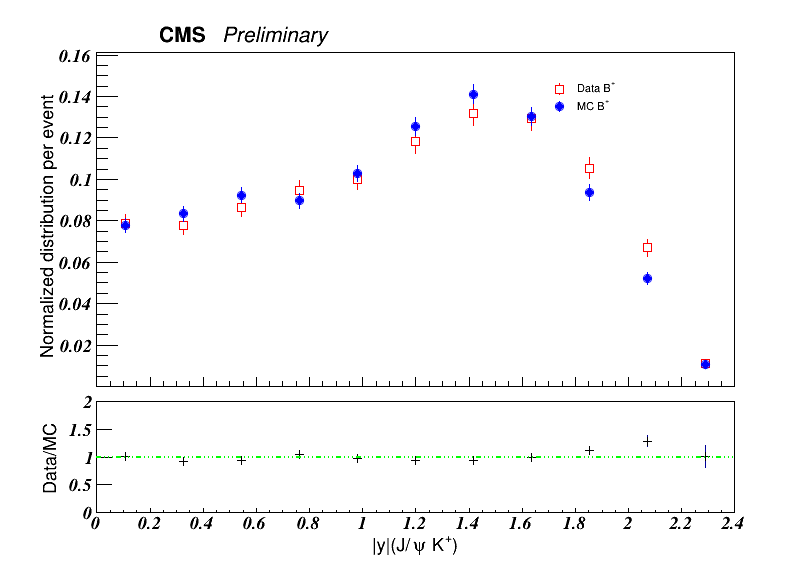 CMS Preliminary
0.16
0.14
0.12
0.1
0.08
0.06
0.04
0.02
Normalized distribution per event
Data B⁺
MC B⁺
2
1.5
1
0.5
0
Data/MC
0 0.2 0.4 0.6 0.8 1 1.2 1.4 1.6 1.8 2 2.2 2.4
|y|(J/ψ K⁺)